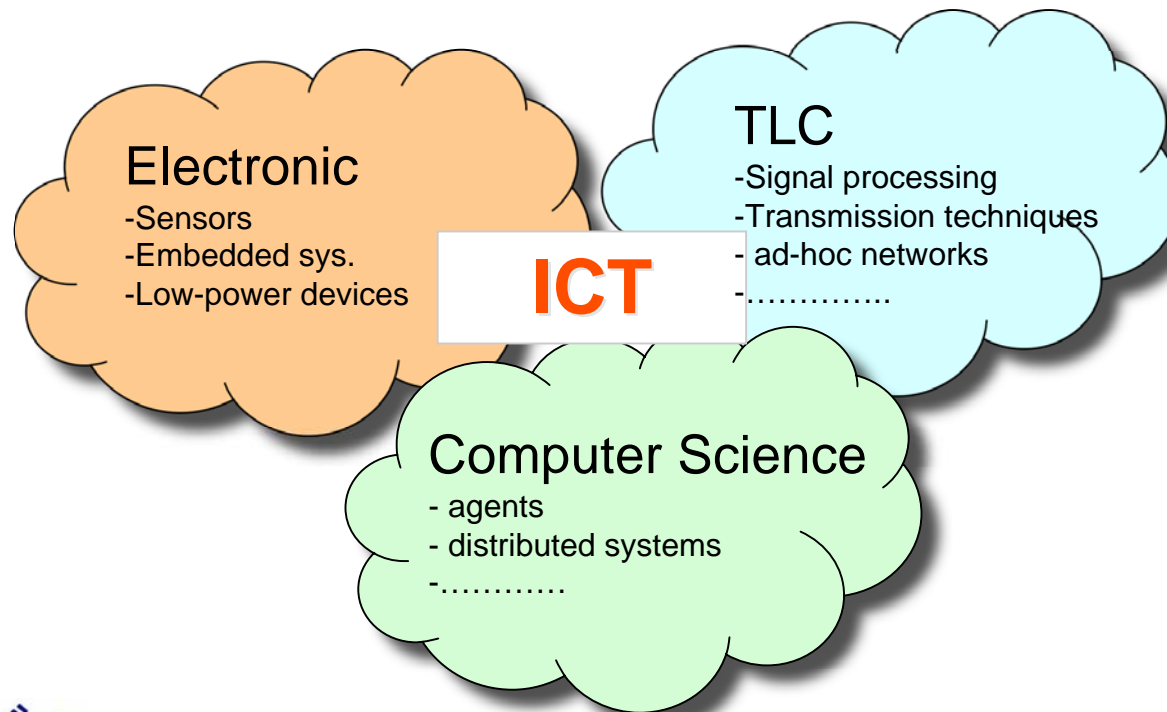 Electronic
-Sensors
-Embedded sys.
-Low-power devices
TLC
-Signal processing
-Transmission techniques
- ad-hoc networks
-…………..
ICT
Computer Science
- agents
- distributed systems
-…………